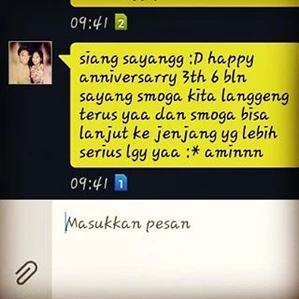 09:41 2
siang sayangg :D happy
anniversarry 3th 6 bln
sayang smoga kita langgeng
terus yaa dan smoga bisa
lanjut ke jenjang yg lebih
serius lgy yaa :* aminnn
09:41 1
Masukkan pesan